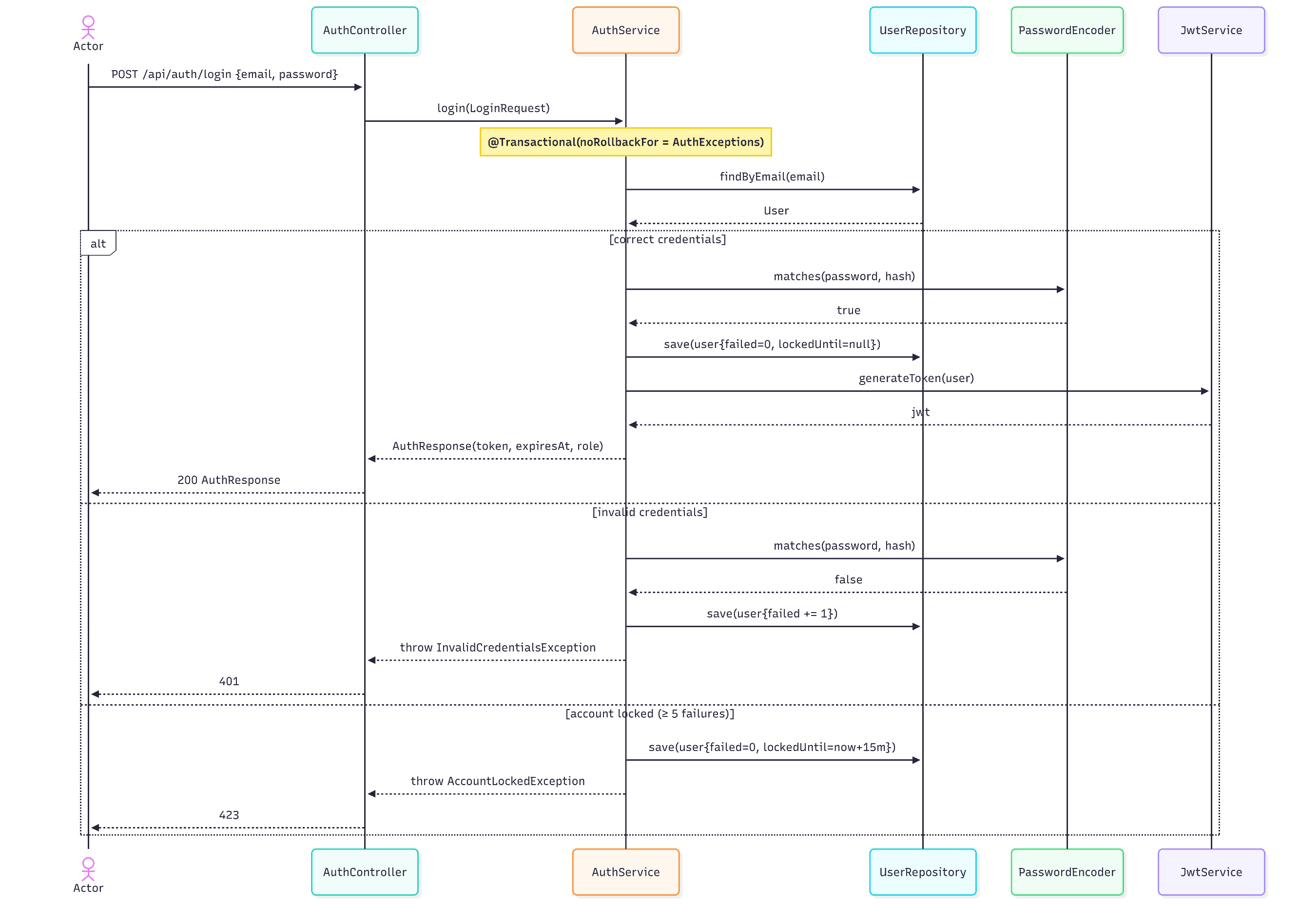 Actor
AuthController
AuthService
UserRepository
PasswordEncoder
JwtService
POST /api/auth/login {email, password}
login(LoginRequest)
@Transactional(noRollbackFor = AuthExceptions)
findByEmail(email)
User
alt
[correct credentials]
matches(password, hash)
true
save(user{failed=0, lockedUntil=null})
generateToken(user)
jwt
AuthResponse(token, expiresAt, role)
200 AuthResponse
[invalid credentials]
matches(password, hash)
false
save(user{failed += 1})
throw InvalidCredentialsException
401
[account locked (≥ 5 failures)]
save(user{failed=0, lockedUntil=now+15m})
throw AccountLockedException
423
Actor
AuthController
AuthService
UserRepository
PasswordEncoder
JwtService